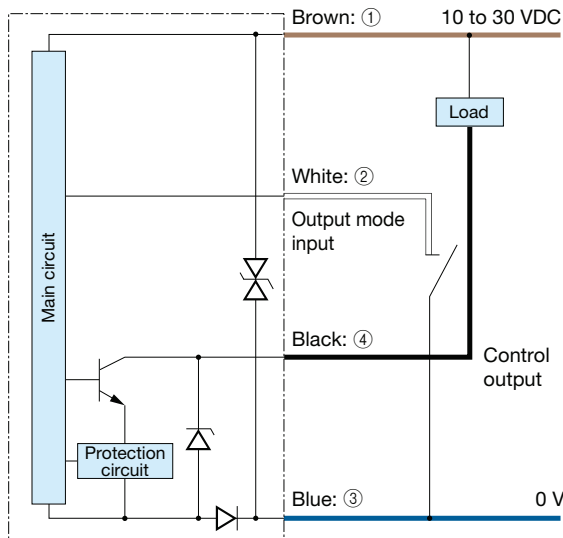 Brown: ①
10 to 30 VDC
Load
White: ②
Output mode
input
Main circuit
Black: ④
Control
output
Protection
circuit
Blue: ③
0 V